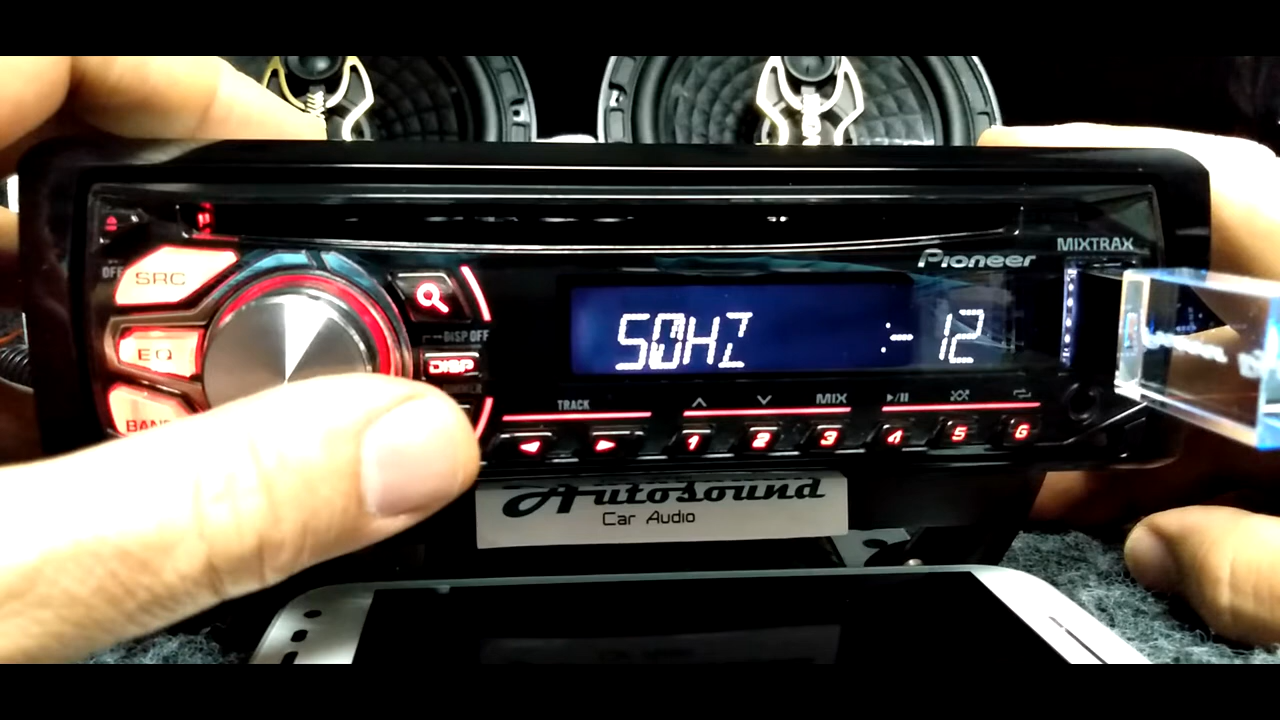 MIXTRAX
Pioneer
OFF
SRC
DISP OFF
EQ
DISP
50HZ -12
BAN
TRACK
MIX
1 2 3 4 5 6
Autosound
Car Audio